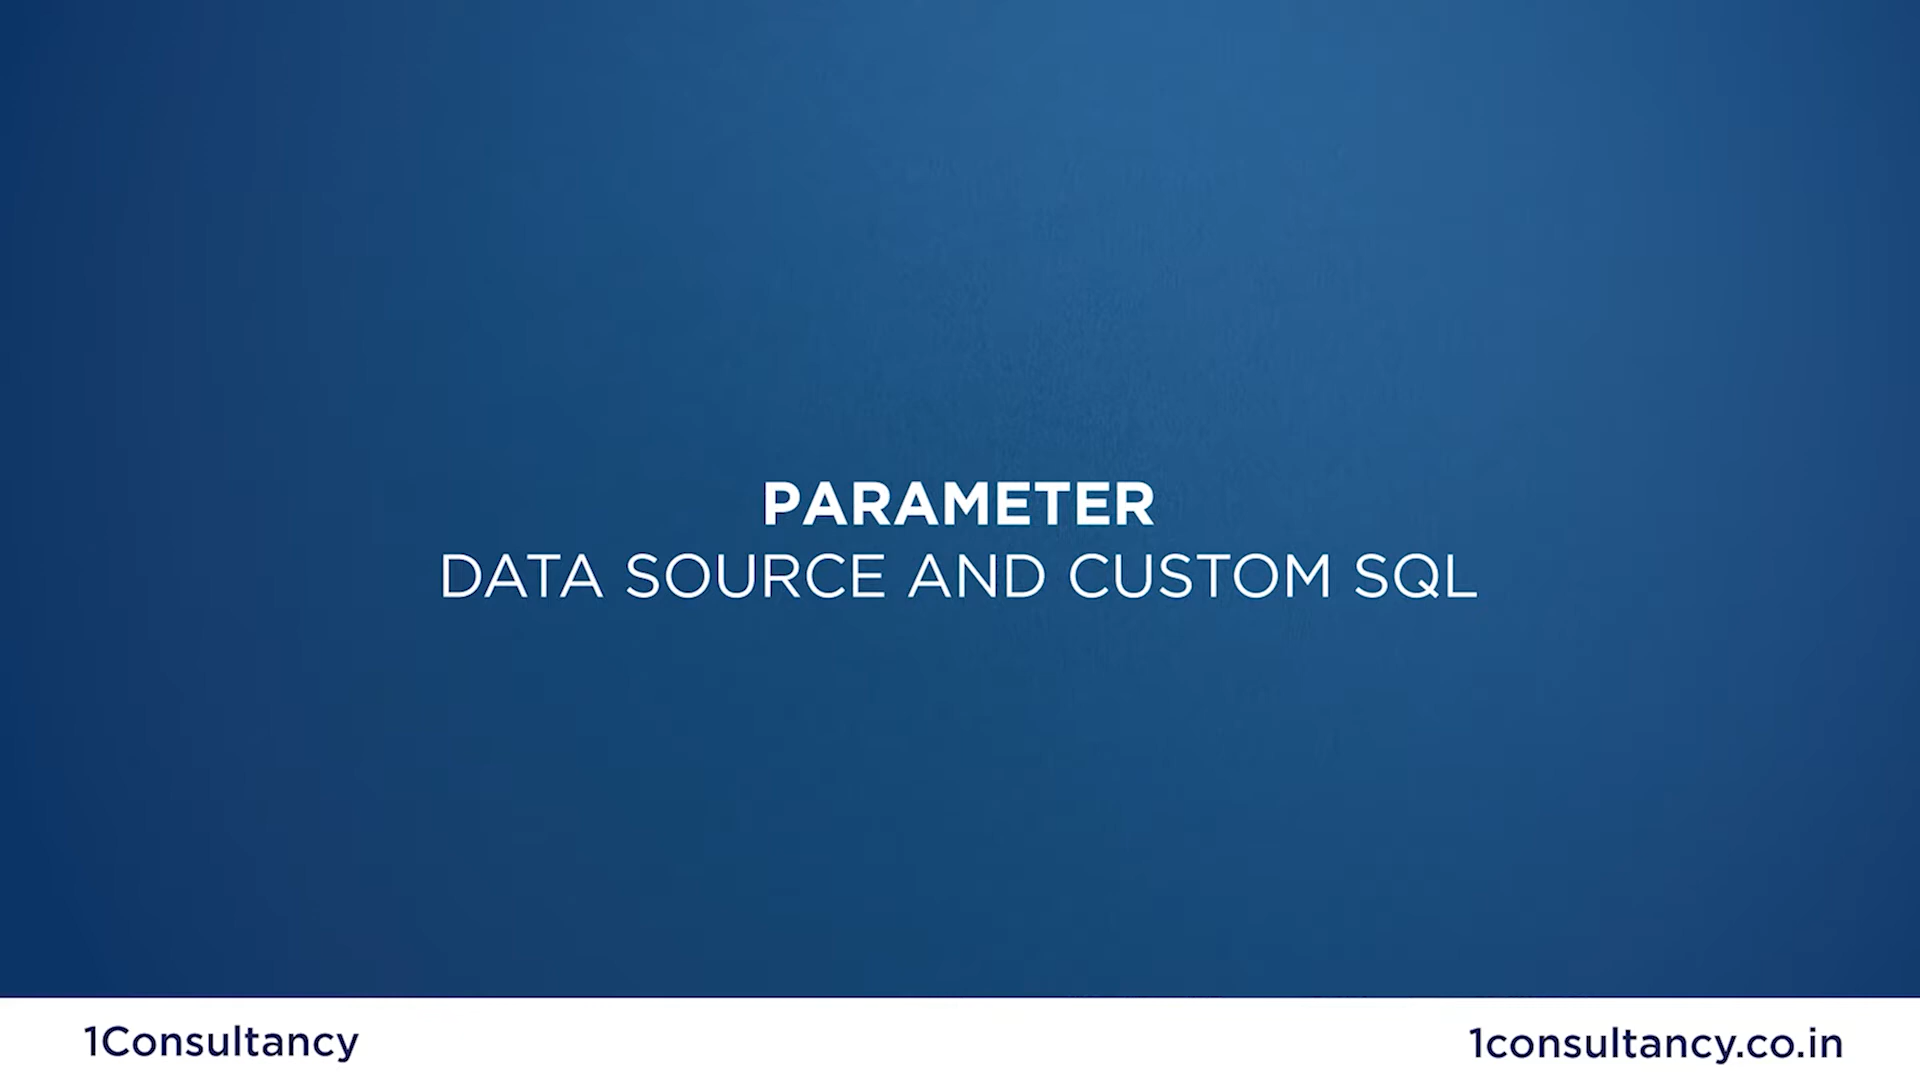 PARAMETER
DATA SOURCE AND CUSTOM SQL
1Consultancy
1consultancy.co.in